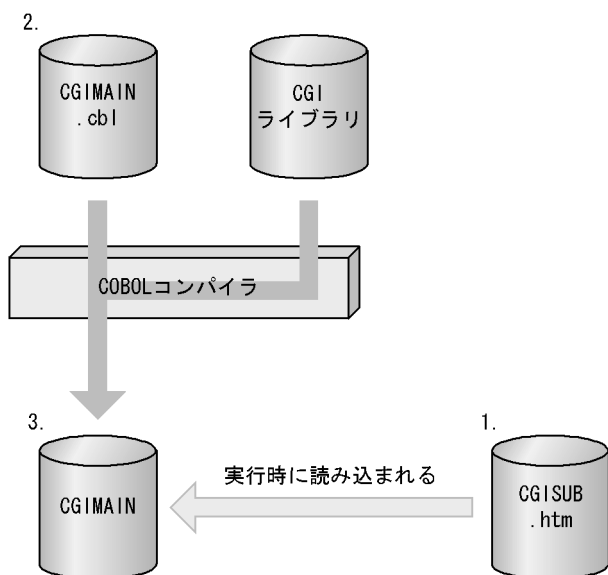 2.
CGIMAIN
.cbl
CGI
ライブラリ
COBOLコンパイラ
3.
CGIMAIN
実行時に読み込まれる
1.
CGISUB
.htm